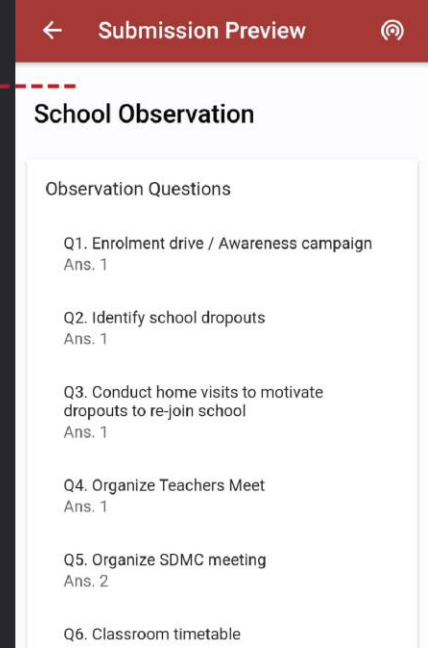 Submission Preview
School Observation
Observation Questions
Q1. Enrolment drive / Awareness campaign
Ans. 1
Q2. Identify school dropouts
Ans. 1
Q3. Conduct home visits to motivate
dropouts to re-join school
Ans. 1
Q4. Organize Teachers Meet
Ans. 1
Q5. Organize SDMC meeting
Ans. 2
Q6. Classroom timetable